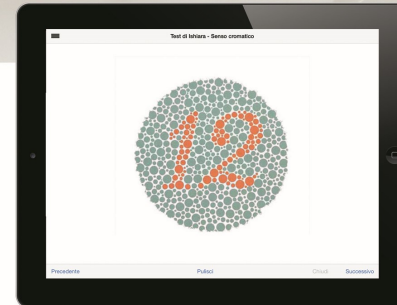 Test di Ishiara - Senso cromatico
12
Precedente Pulisci Chiudi Successivo